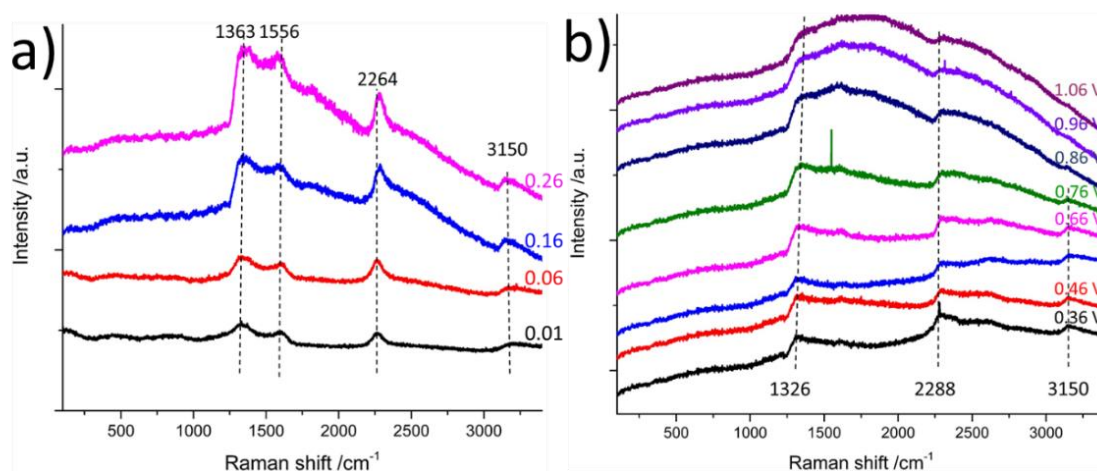 a)
1363 1556
2264
3150
0.26
0.16
0.06
0.01
Intensity /a.u.
500 1000 1500 2000 2500 3000
Raman shift /cm-1
b)
1.06 V
0.96 V
0.86 V
0.76 V
0.66 V
0.46 V
0.36 V
1326 2288 3150
Intensity /a.u.
500 1000 1500 2000 2500 3000
Raman shift /cm-1